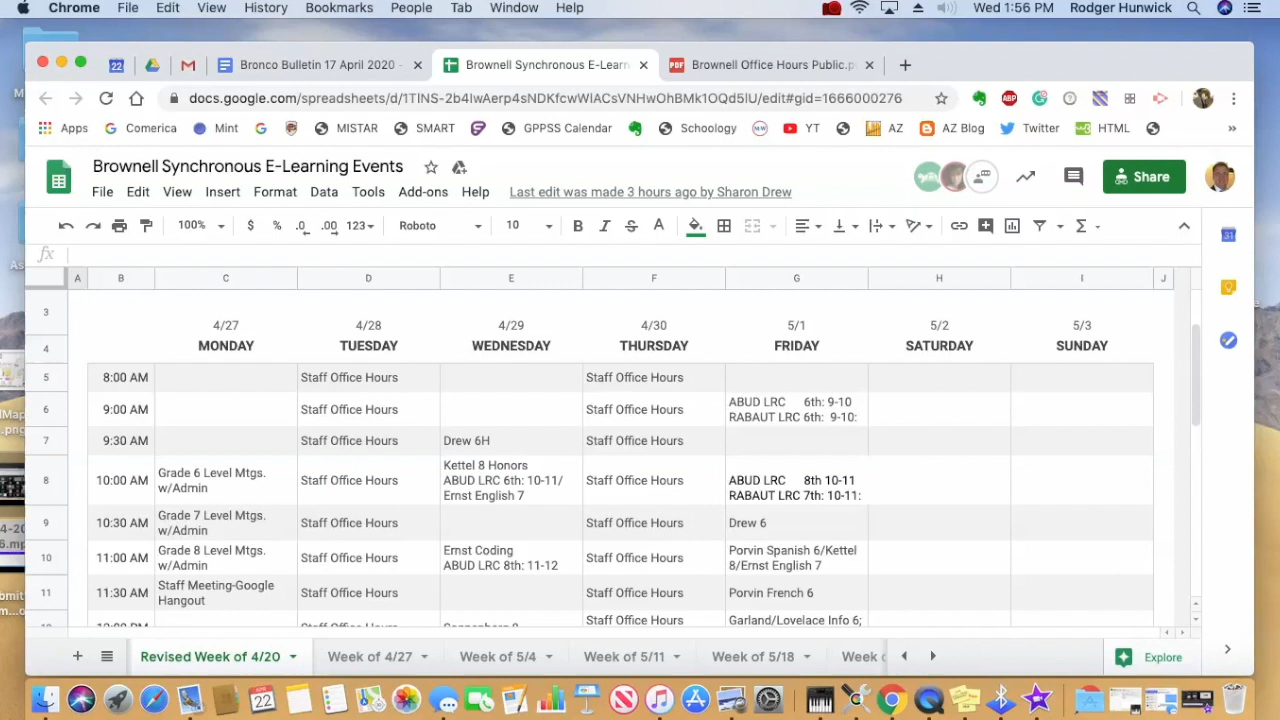 Chrome File Edit View History Bookmarks People Tab Window Help Wed 1:56 PM Rodger Hunwick
22 Bronco Bulletin 17 April 2020 - Brownell Synchronous E-Learn PDF Brownell Office Hours Public.p
docs.google.com/spreadsheets/d/1TlNS-2b4IwAerp4sNDKfcwWlACsVNHwOhBMk1OQd5lU/edit#gid=1666000276 ABP
Apps Comerica Mint MISTAR SMART GPPSS Calendar Schoology YT AZ AZ Blog Twitter HTML »
Brownell Synchronous E-Learning Events
Share
File Edit View Insert Format Data Tools Add-ons Help Last edit was made 3 hours ago by Sharon Drew
100% $ % .0 .00 123 Roboto 10 B I S A
fx
A B C D E F G H I J
3 4/27 4/28 4/29 4/30 5/1 5/2 5/3
4 MONDAY TUESDAY WEDNESDAY THURSDAY FRIDAY SATURDAY SUNDAY
5 8:00 AM Staff Office Hours Staff Office Hours
6 9:00 AM Staff Office Hours Staff Office Hours ABUD LRC 6th: 9-10
RABAUT LRC 6th: 9-10:
7 9:30 AM Staff Office Hours Drew 6H Staff Office Hours
8 10:00 AM Grade 6 Level Mtgs.
w/Admin
Staff Office Hours
Kettel 8 Honors
ABUD LRC 6th: 10-11/
Ernst English 7
Staff Office Hours
ABUD LRC 8th 10-11
RABAUT LRC 7th: 10-11:
9 10:30 AM Grade 7 Level Mtgs.
w/Admin
Staff Office Hours Staff Office Hours Drew 6
10 11:00 AM Grade 8 Level Mtgs.
w/Admin
Staff Office Hours
Ernst Coding
ABUD LRC 8th: 11-12
Staff Office Hours
Porvin Spanish 6/Kettel
8/Ernst English 7
11 11:30 AM Staff Meeting-Google
Hangout
Staff Office Hours Staff Office Hours Porvin French 6
Staff Office Hours Garland/Lovelace Info 6;
+ Revised Week of 4/20 Week of 4/27 Week of 5/4 Week of 5/11 Week of 5/18 Week Explore